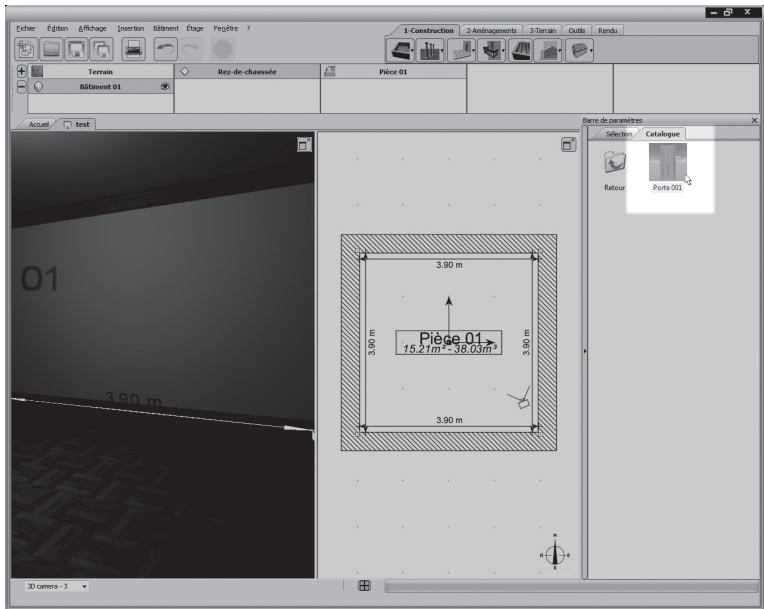 Fichier Édition Affichage Insertion Bâtiment Étage Fenêtre ?
1-Construction 2-Aménagements 3-Terrain Outils Rendu
Terrain Rez-de-chaussée Pièce 01
Bâtiment 01
Accueil test
Barre de paramètres X
Sélection Catalogue
Retour Porte 001
01
3.90 m
3.90 m
3.90 m
3.90 m
Pièce 01
15.21m² - 38.03m³
3.90 m
N
O E
S
3D camera - 3